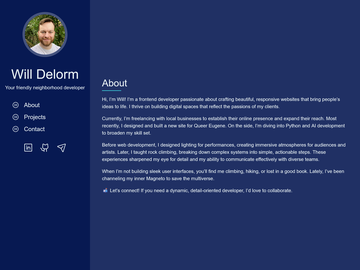 Will Delorm
Your friendly neighborhood developer
About
Projects
Contact
About
Hi, I'm Will! I'm a frontend developer passionate about crafting beautiful, responsive websites that bring people's
ideas to life. I thrive on building digital spaces that reflect the passions of my clients.
Currently, I'm freelancing with local businesses to establish their online presence and expand their reach. Most
recently, I designed and built a new site for Queer Eugene. On the side, I'm diving into Python and AI development
to broaden my skill set.
Before web development, I designed lighting for performances, creating immersive atmospheres for audiences and
artists. Later, I taught rock climbing, breaking down complex systems into simple, actionable steps. These
experiences sharpened my eye for detail and my ability to communicate effectively with diverse teams.
When I'm not building sleek user interfaces, you'll find me climbing, hiking, or lost in a good book. Lately, I've been
channeling my inner Magneto to save the multiverse.
Let's connect! If you need a dynamic, detail-oriented developer, I'd love to collaborate.